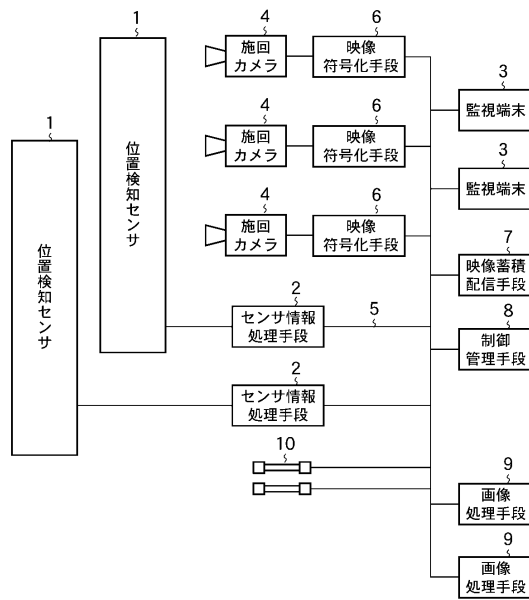 1
位置検知センサ
1
位置検知センサ
4
施回
カメラ
6
映像
符号化手段
4
施回
カメラ
6
映像
符号化手段
4
施回
カメラ
6
映像
符号化手段
2
センサ情報
処理手段
5
2
センサ情報
処理手段
10
3
監視端末
3
監視端末
7
映像蓄積
配信手段
8
制御
管理手段
9
画像
処理手段
9
画像
処理手段